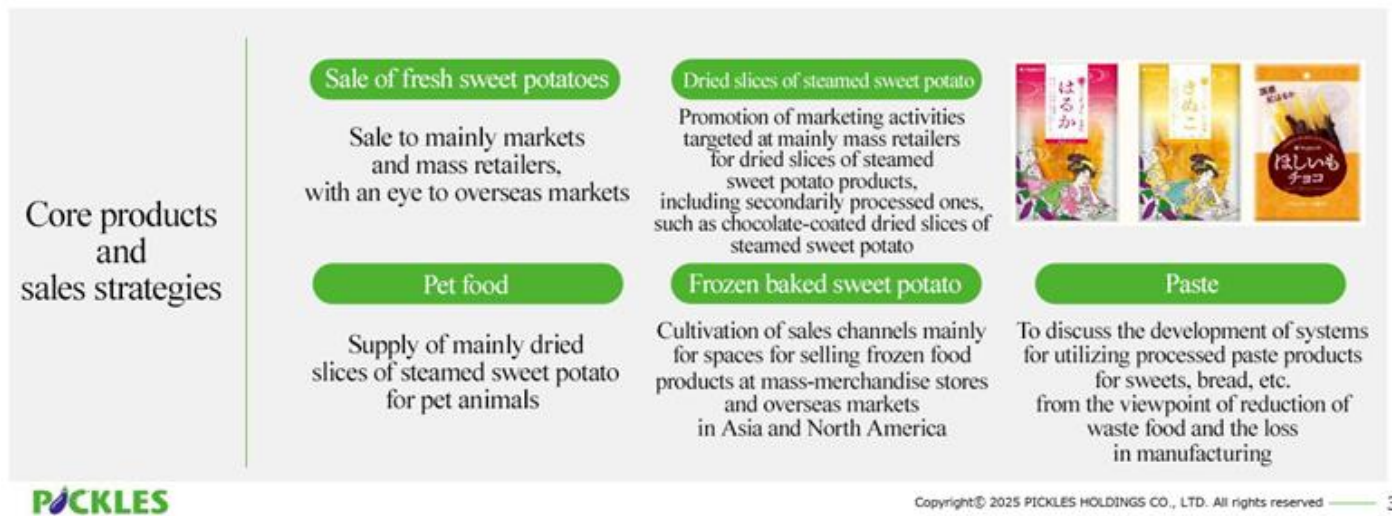 Core products
and
sales strategies
Sale of fresh sweet potatoes
Sale to mainly markets
and mass retailers,
with an eye to overseas markets
Dried slices of steamed sweet potato
Promotion of marketing activities
targeted at mainly mass retailers
for dried slices of steamed
sweet potato products,
including secondarily processed ones,
such as chocolate-coated dried slices of
steamed sweet potato
はるか
国産
紅はるか
ほしいも
チョコ
Pet food
Supply of mainly dried
slices of steamed sweet potato
for pet animals
Frozen baked sweet potato
Cultivation of sales channels mainly
for spaces for selling frozen food
products at mass-merchandise stores
and overseas markets
in Asia and North America
Paste
To discuss the development of systems
for utilizing processed paste products
for sweets, bread, etc.
from the viewpoint of reduction of
waste food and the loss
in manufacturing
PICKLES
Copyright© 2025 PICKLES HOLDINGS CO., LTD. All rights reserved